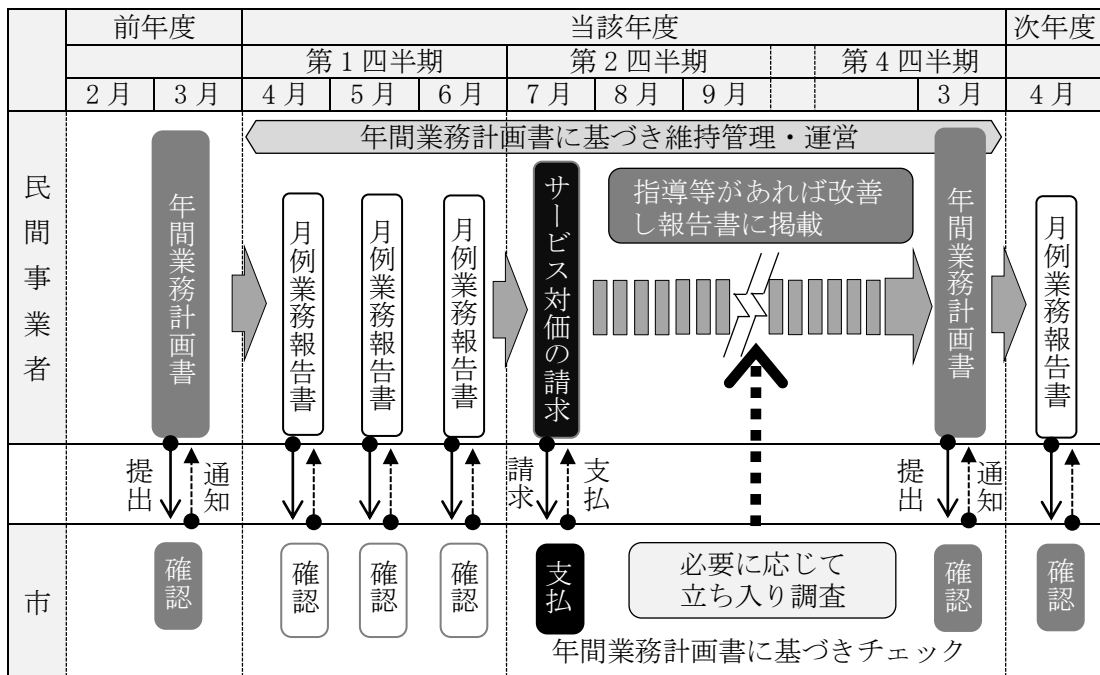 前年度
当該年度
次年度
第1四半期
第2四半期
第4四半期
2月
3月
4月
5月
6月
7月
8月
9月
3月
4月
民間事業者
年間業務計画書に基づき維持管理・運営
年間業務計画書
月例業務報告書
月例業務報告書
月例業務報告書
サービス対価の請求
指導等があれば改善
し報告書に掲載
年間業務計画書
月例業務報告書
提出
通知
請求
支払
提出
通知
市
確認
確認
確認
確認
支払
必要に応じて
立ち入り調査
確認
確認
年間業務計画書に基づきチェック